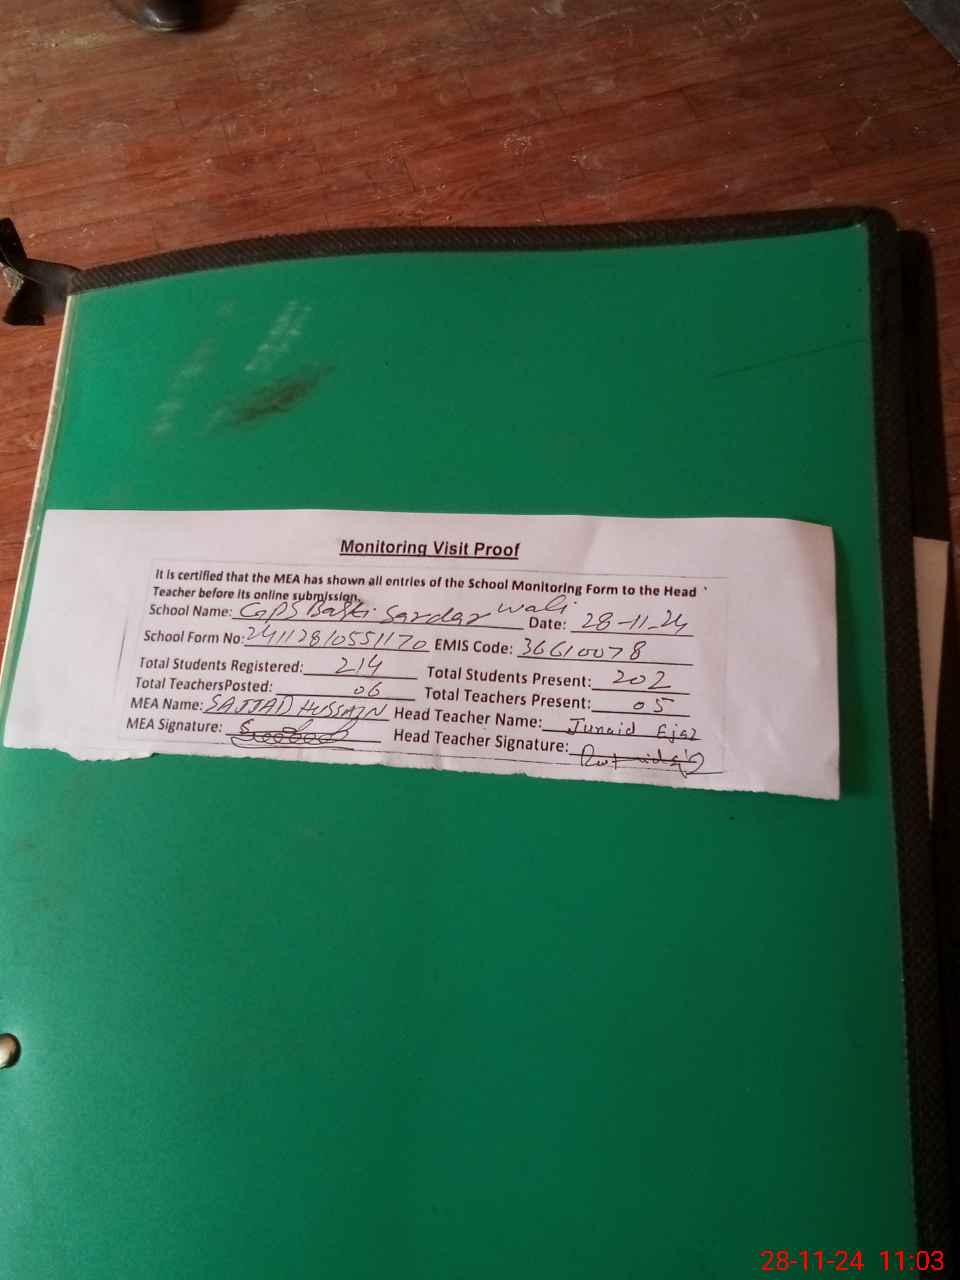 Monitoring Visit Proof
It is certified that the MEA has shown all entries of the School Monitoring Form to the Head
Teacher before its online submission.
School Name: GPS Basti Sardar Wali Date: 28-11-24
School Form No: 24112810551170 EMIS Code: 36610078
Total Students Registered: 214 Total Students Present: 202
Total TeachersPosted: 06 Total Teachers Present: 05
MEA Name: SAJJAD HUSSAIN Head Teacher Name: Junaid Ejaz
MEA Signature: Head Teacher Signature:
28-11-24 11:03